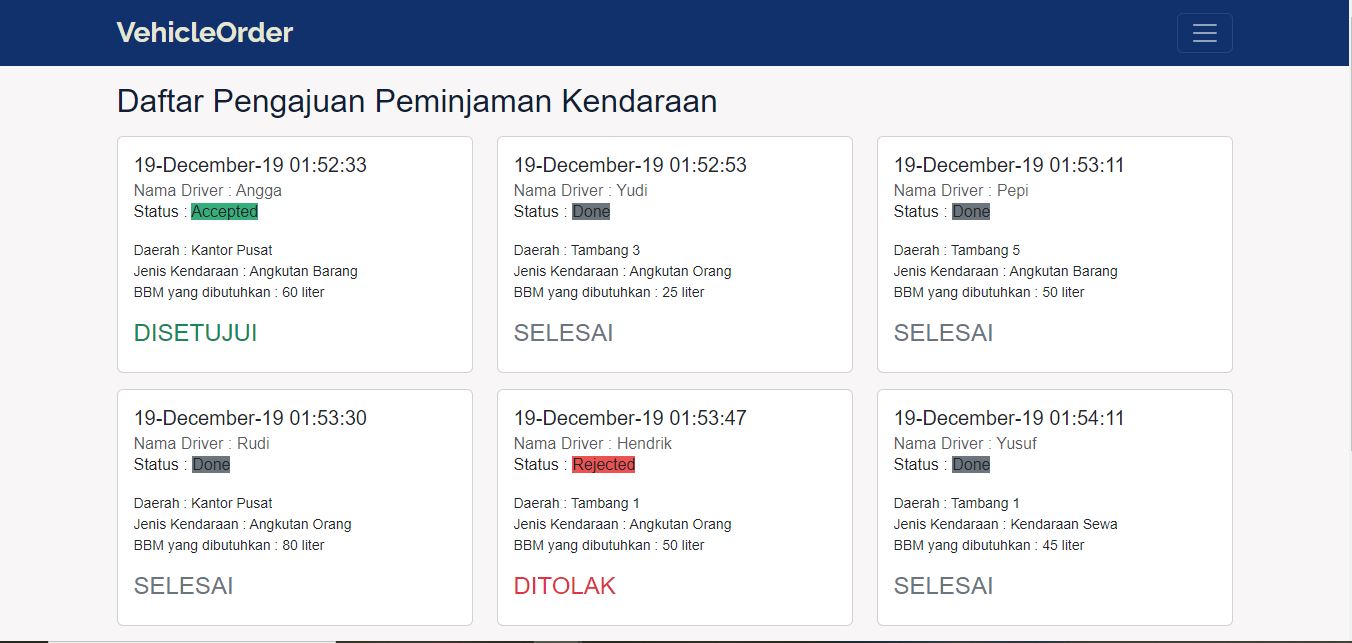 VehicleOrder
Daftar Pengajuan Peminjaman Kendaraan
19-December-19 01:52:33
Nama Driver : Angga
Status : Accepted
Daerah : Kantor Pusat
Jenis Kendaraan : Angkutan Barang
BBM yang dibutuhkan : 60 liter
DISETUJUI
19-December-19 01:52:53
Nama Driver : Yudi
Status : Done
Daerah : Tambang 3
Jenis Kendaraan : Angkutan Orang
BBM yang dibutuhkan : 25 liter
SELESAI
19-December-19 01:53:11
Nama Driver : Pepi
Status : Done
Daerah : Tambang 5
Jenis Kendaraan : Angkutan Barang
BBM yang dibutuhkan : 50 liter
SELESAI
19-December-19 01:53:30
Nama Driver : Rudi
Status : Done
Daerah : Kantor Pusat
Jenis Kendaraan : Angkutan Orang
BBM yang dibutuhkan : 80 liter
SELESAI
19-December-19 01:53:47
Nama Driver : Hendrik
Status : Rejected
Daerah : Tambang 1
Jenis Kendaraan : Angkutan Orang
BBM yang dibutuhkan : 50 liter
DITOLAK
19-December-19 01:54:11
Nama Driver : Yusuf
Status : Done
Daerah : Tambang 1
Jenis Kendaraan : Kendaraan Sewa
BBM yang dibutuhkan : 45 liter
SELESAI